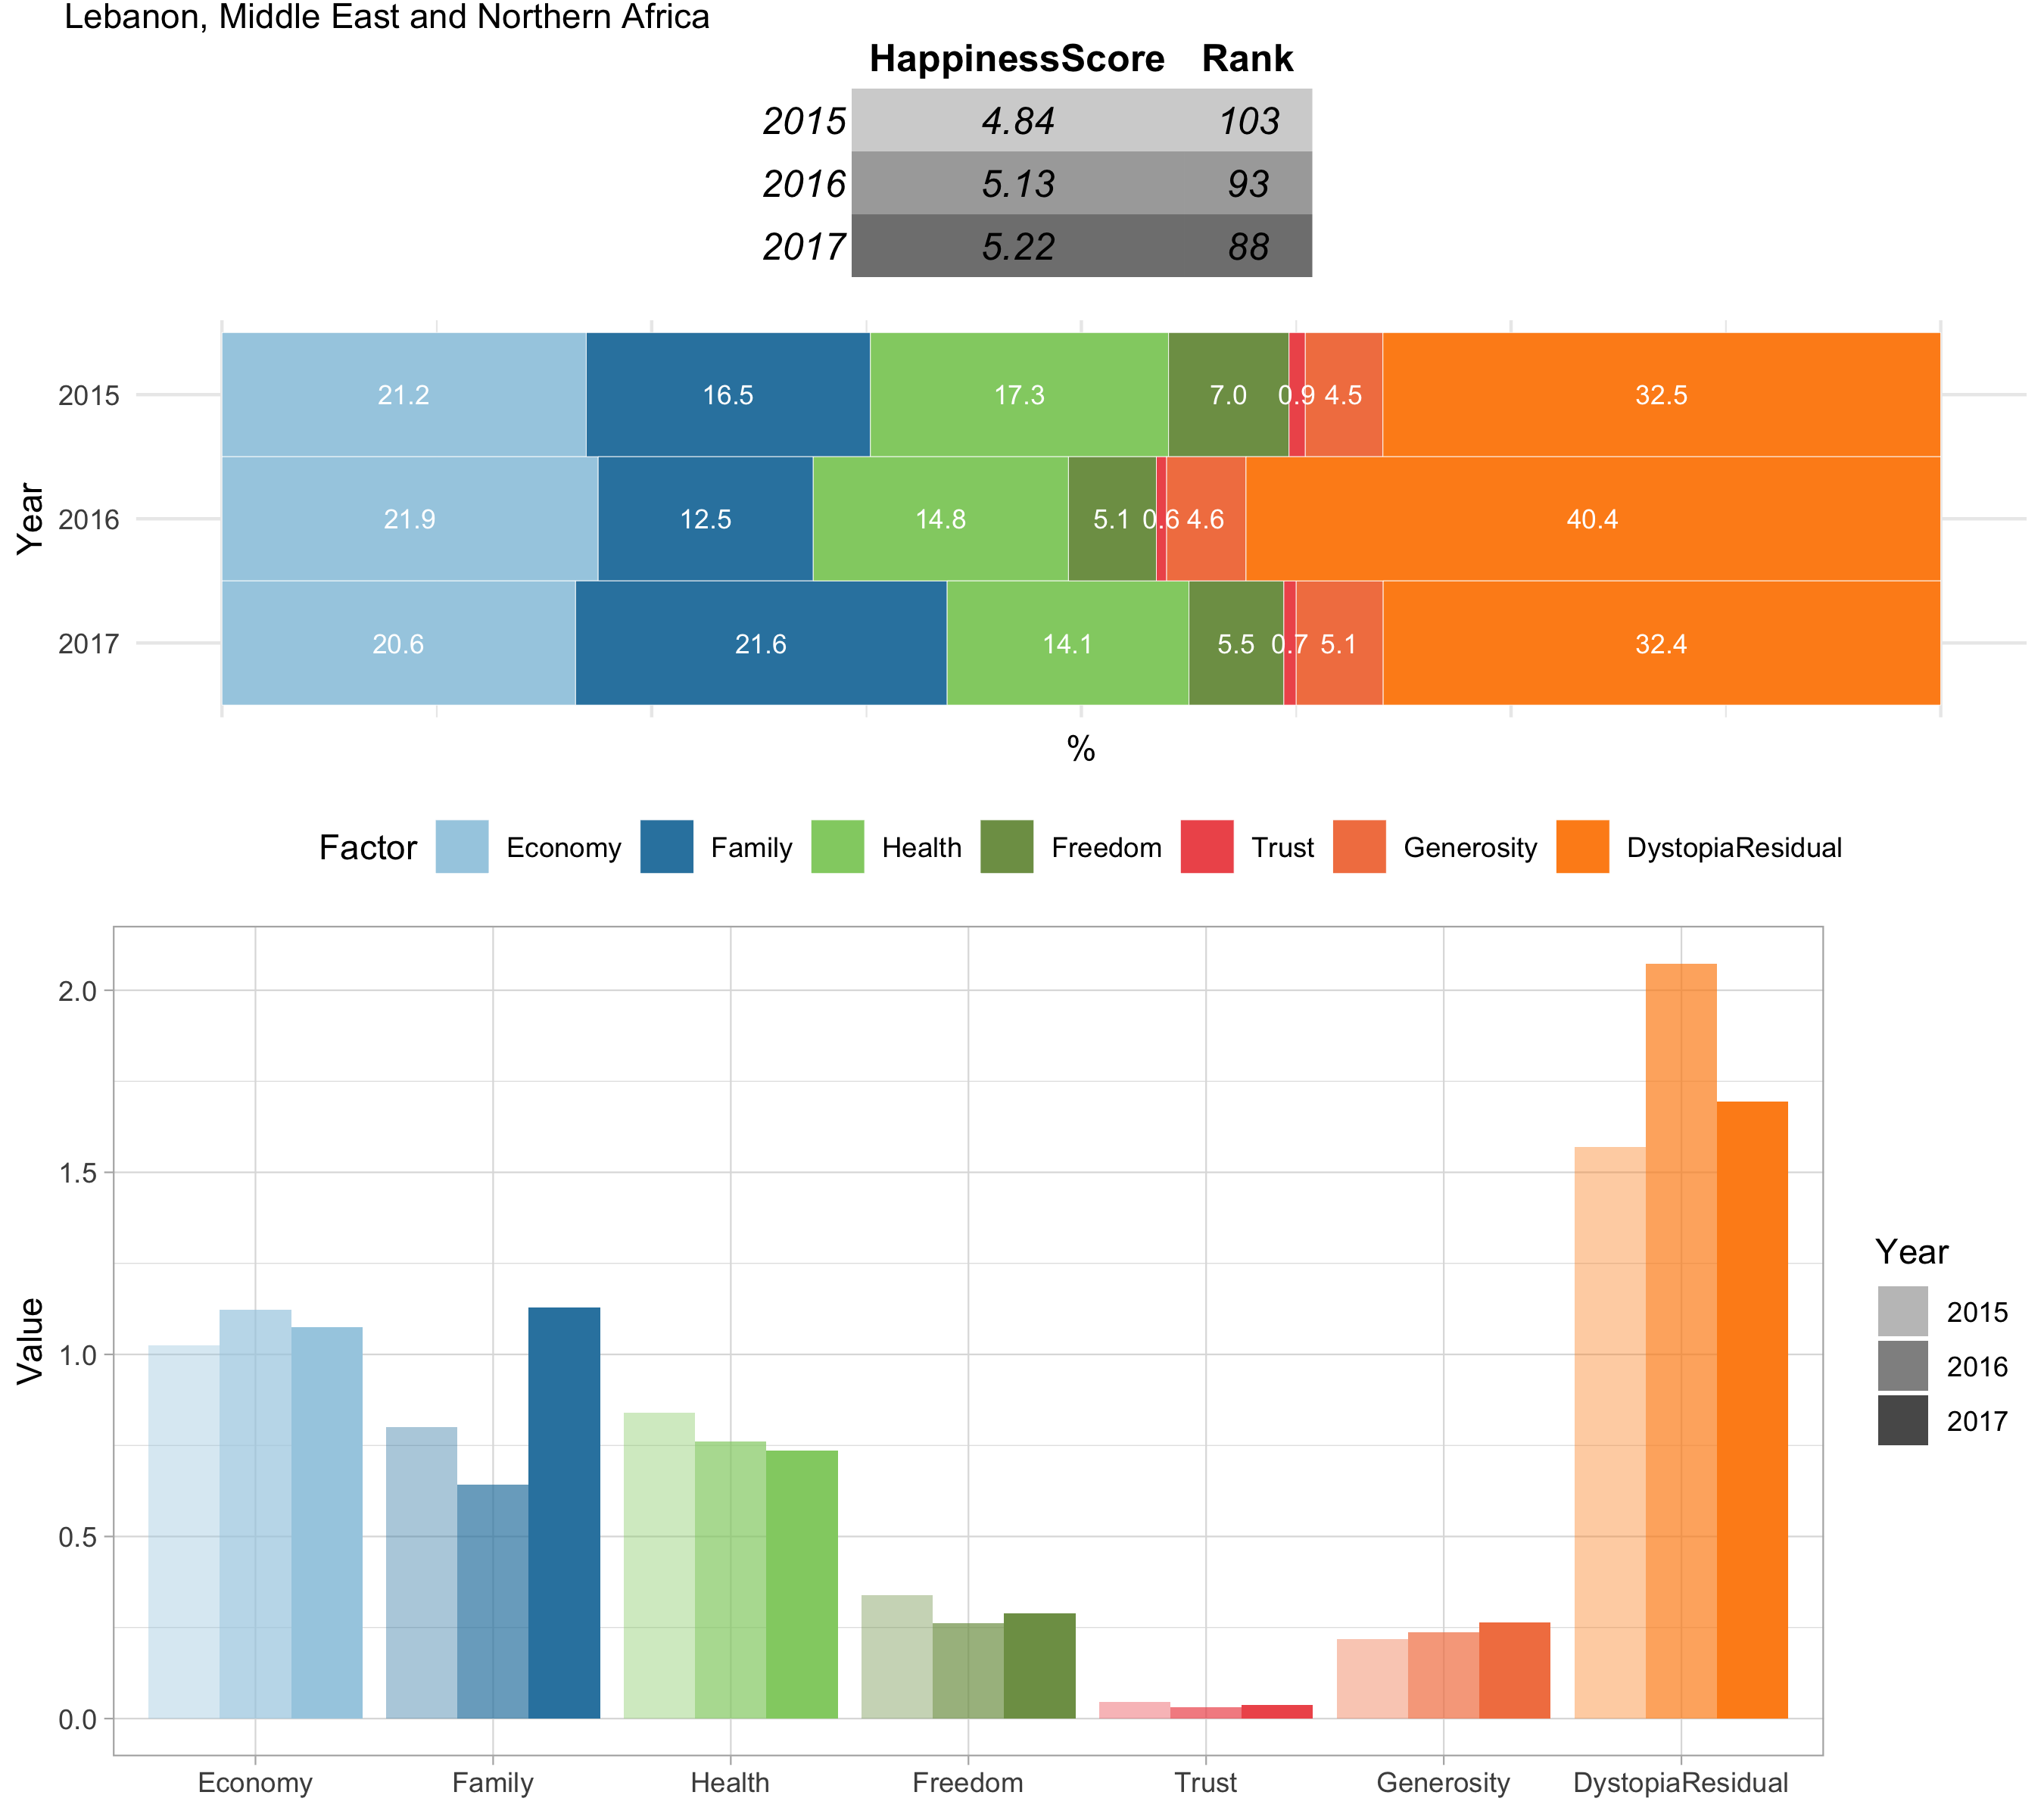 Lebanon, Middle East and Northern Africa
HappinessScore Rank
2015 4.84 103
2016 5.13 93
2017 5.22 88
Year
2015 21.2 16.5 17.3 7.0 0.9 4.5 32.5
2016 21.9 12.5 14.8 5.1 0.6 4.6 40.4
2017 20.6 21.6 14.1 5.5 0.7 5.1 32.4
%
Factor Economy Family Health Freedom Trust Generosity DystopiaResidual
Value
2.0
1.5
1.0
0.5
0.0
Economy Family Health Freedom Trust Generosity DystopiaResidual
Year
2015
2016
2017